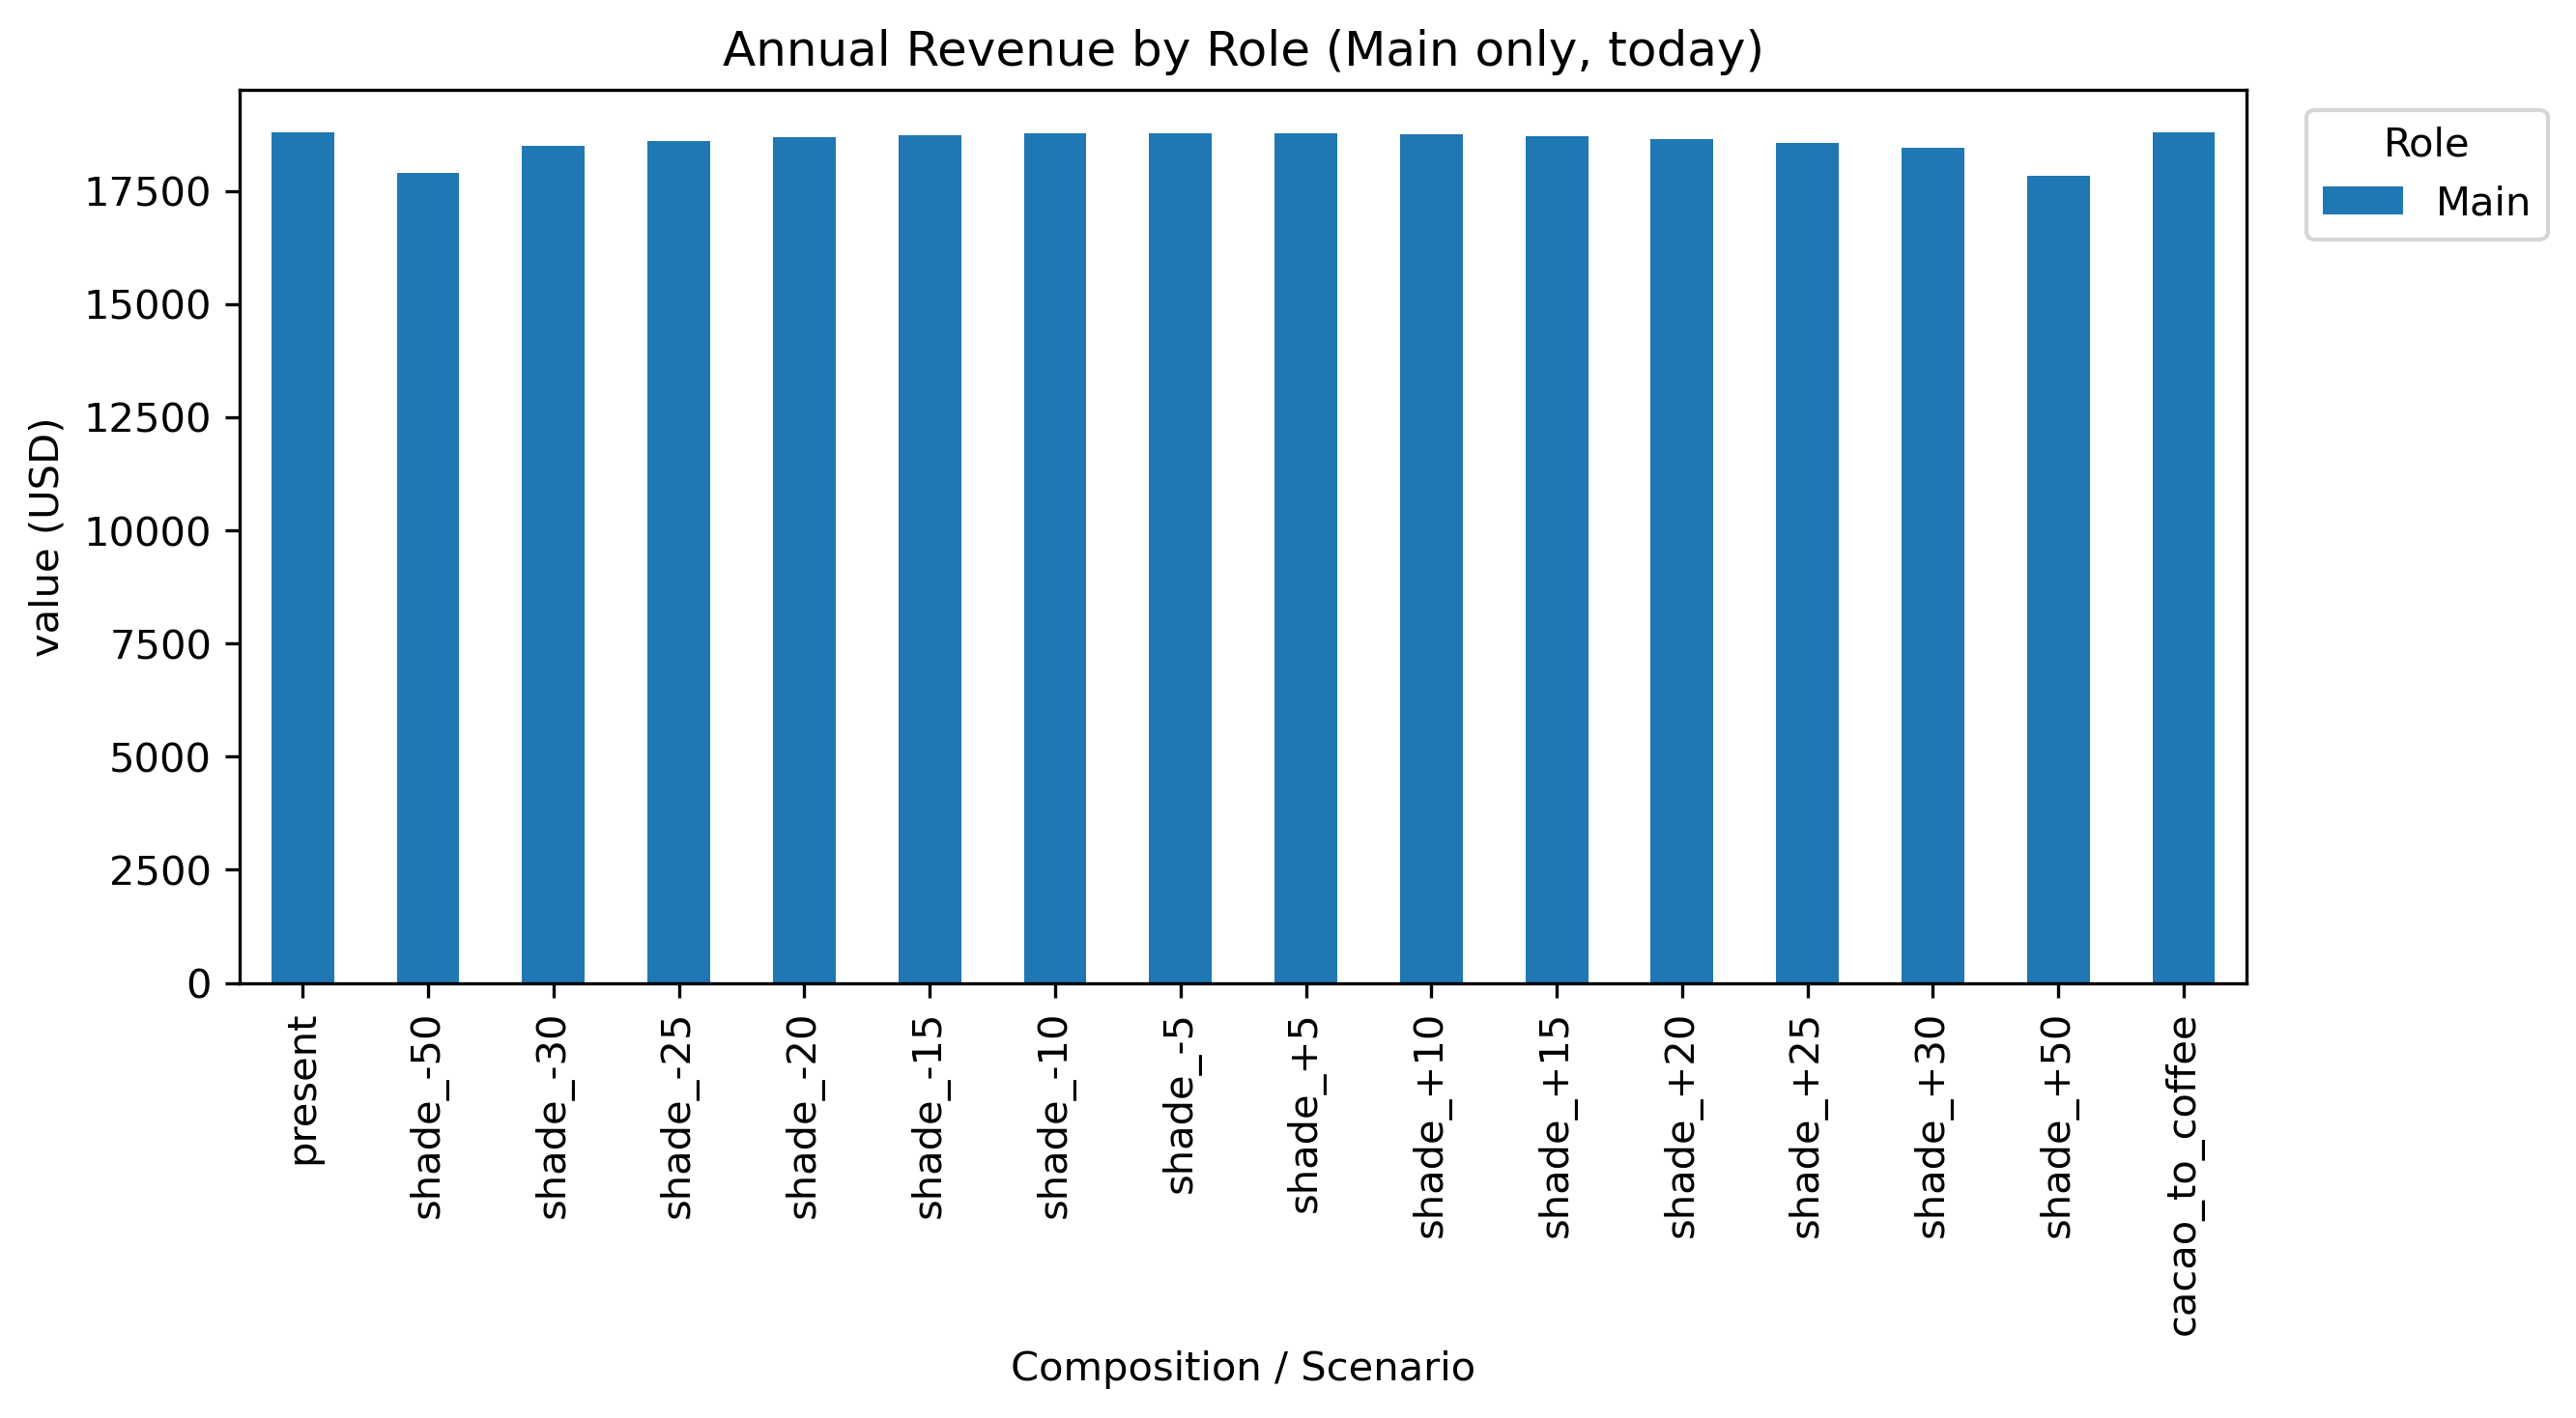 Annual Revenue by Role (Main only, today)
Role
Main
value (USD)
17500
15000
12500
10000
7500
5000
2500
0
present
shade_-50
shade_-30
shade_-25
shade_-20
shade_-15
shade_-10
shade_-5
shade_+5
shade_+10
shade_+15
shade_+20
shade_+25
shade_+30
shade_+50
cacao_to_coffee
Composition / Scenario